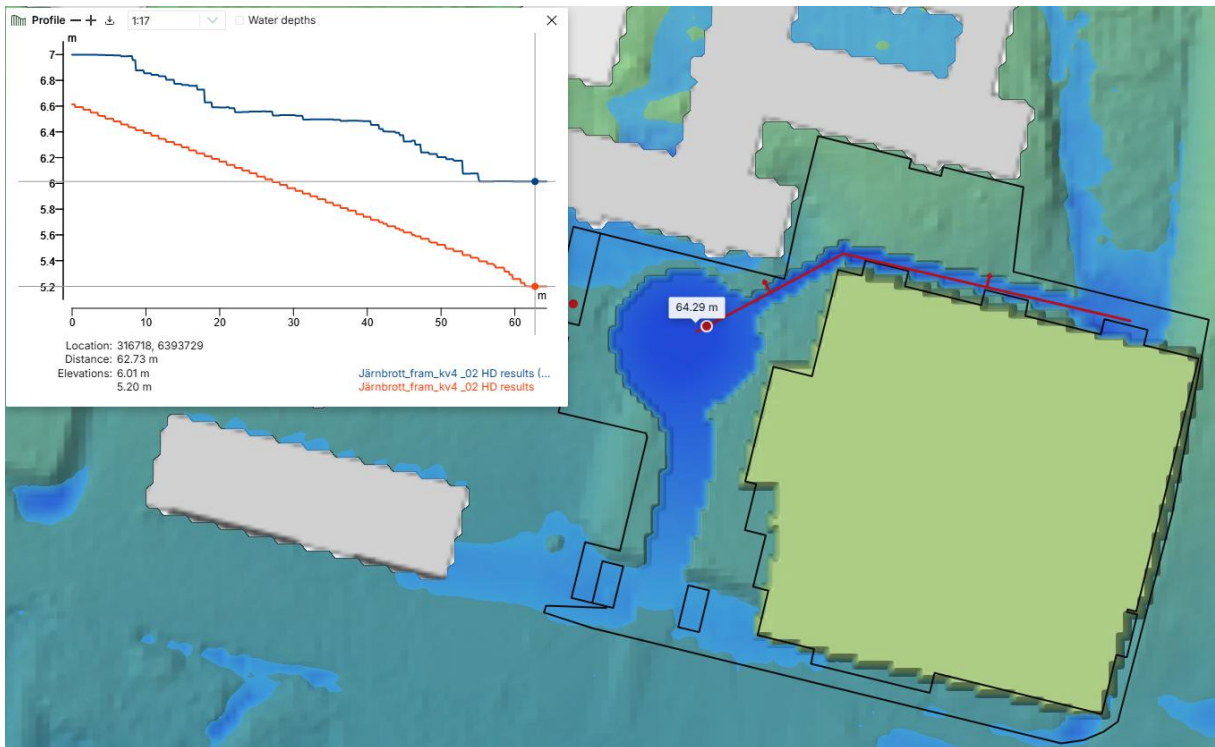 Profile 1:17 Water depths
m
7
6.8
6.6
6.4
6.2
6
5.8
5.6
5.4
5.2
m
0 10 20 30 40 50 60
Location: 316718, 6393729
Distance: 62.73 m
Elevations: 6.01 m Järnbrott_fram_kv4 _02 HD results (...
5.20 m Järnbrott_fram_kv4 _02 HD results
64.29 m